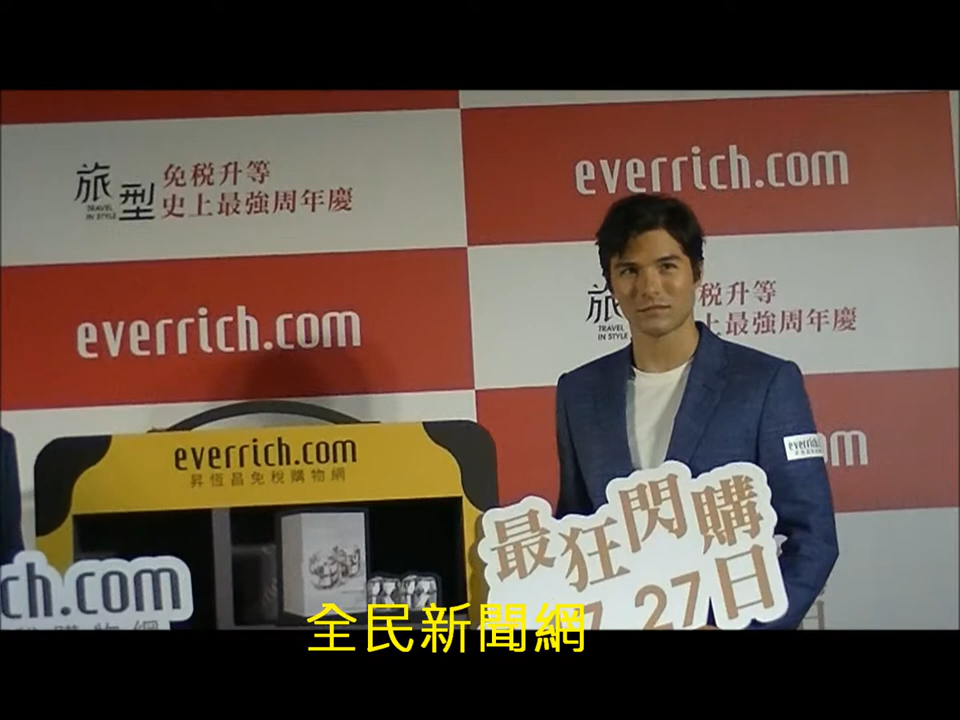 旅型
TRAVEL
IN STYLE
免稅升等
史上最強周年慶
everrich.com
everrich.com
旅
TRAVEL
IN STYLE
稅升等
上最強周年慶
om
everrich.com
昇恆昌免稅購物網
everrich.
最狂閃購
27日
ch.com
全民新聞網